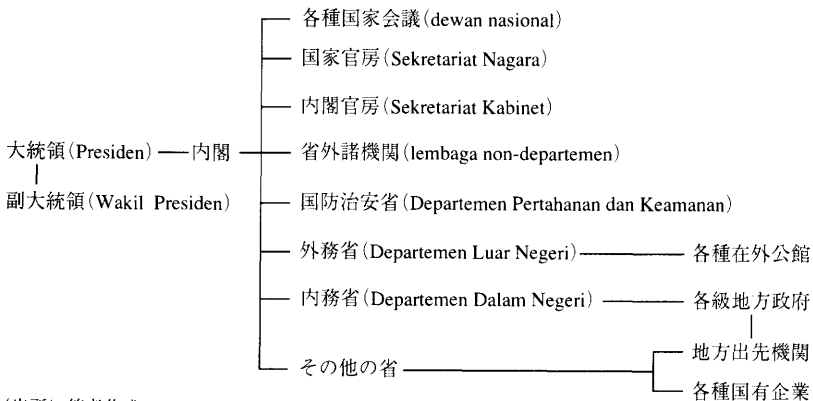 各種国家会議(dewan nasional)
国家官房(Sekretariat Nagara)
内閣官房(Sekretariat Kabinet)
大統領(Presiden) 内閣 省外諸機関(lembaga non-departemen)
副大統領(Wakil Presiden) 国防治安省(Departemen Pertahanan dan Keamanan)
外務省(Departemen Luar Negeri) 各種在外公館
内務省(Departemen Dalam Negeri) 各級地方政府
その他の省 地方出先機関
各種国有企業